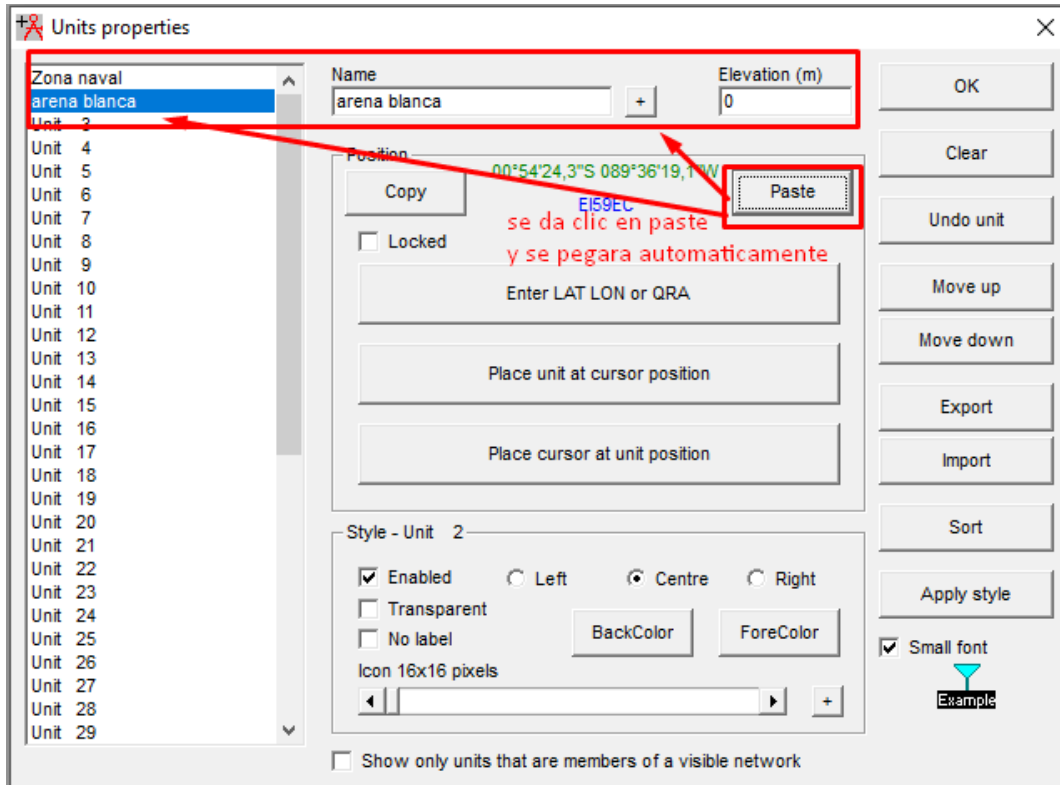 Units properties
Zona naval
arena blanca
Unit 3
Unit 4
Unit 5
Unit 6
Unit 7
Unit 8
Unit 9
Unit 10
Unit 11
Unit 12
Unit 13
Unit 14
Unit 15
Unit 16
Unit 17
Unit 18
Unit 19
Unit 20
Unit 21
Unit 22
Unit 23
Unit 24
Unit 25
Unit 26
Unit 27
Unit 28
Unit 29
Name
Elevation (m)
arena blanca
+
0
Position
00°54'24,3"S 089°36'19,1"W
Copy
EI59EC
Paste
se da clic en paste
y se pegara automaticamente
Locked
Enter LAT LON or QRA
Place unit at cursor position
Place cursor at unit position
Style - Unit 2
Enabled
Left
Centre
Right
Transparent
No label
BackColor
ForeColor
Icon 16x16 pixels
+
Show only units that are members of a visible network
OK
Clear
Undo unit
Move up
Move down
Export
Import
Sort
Apply style
Small font
Example